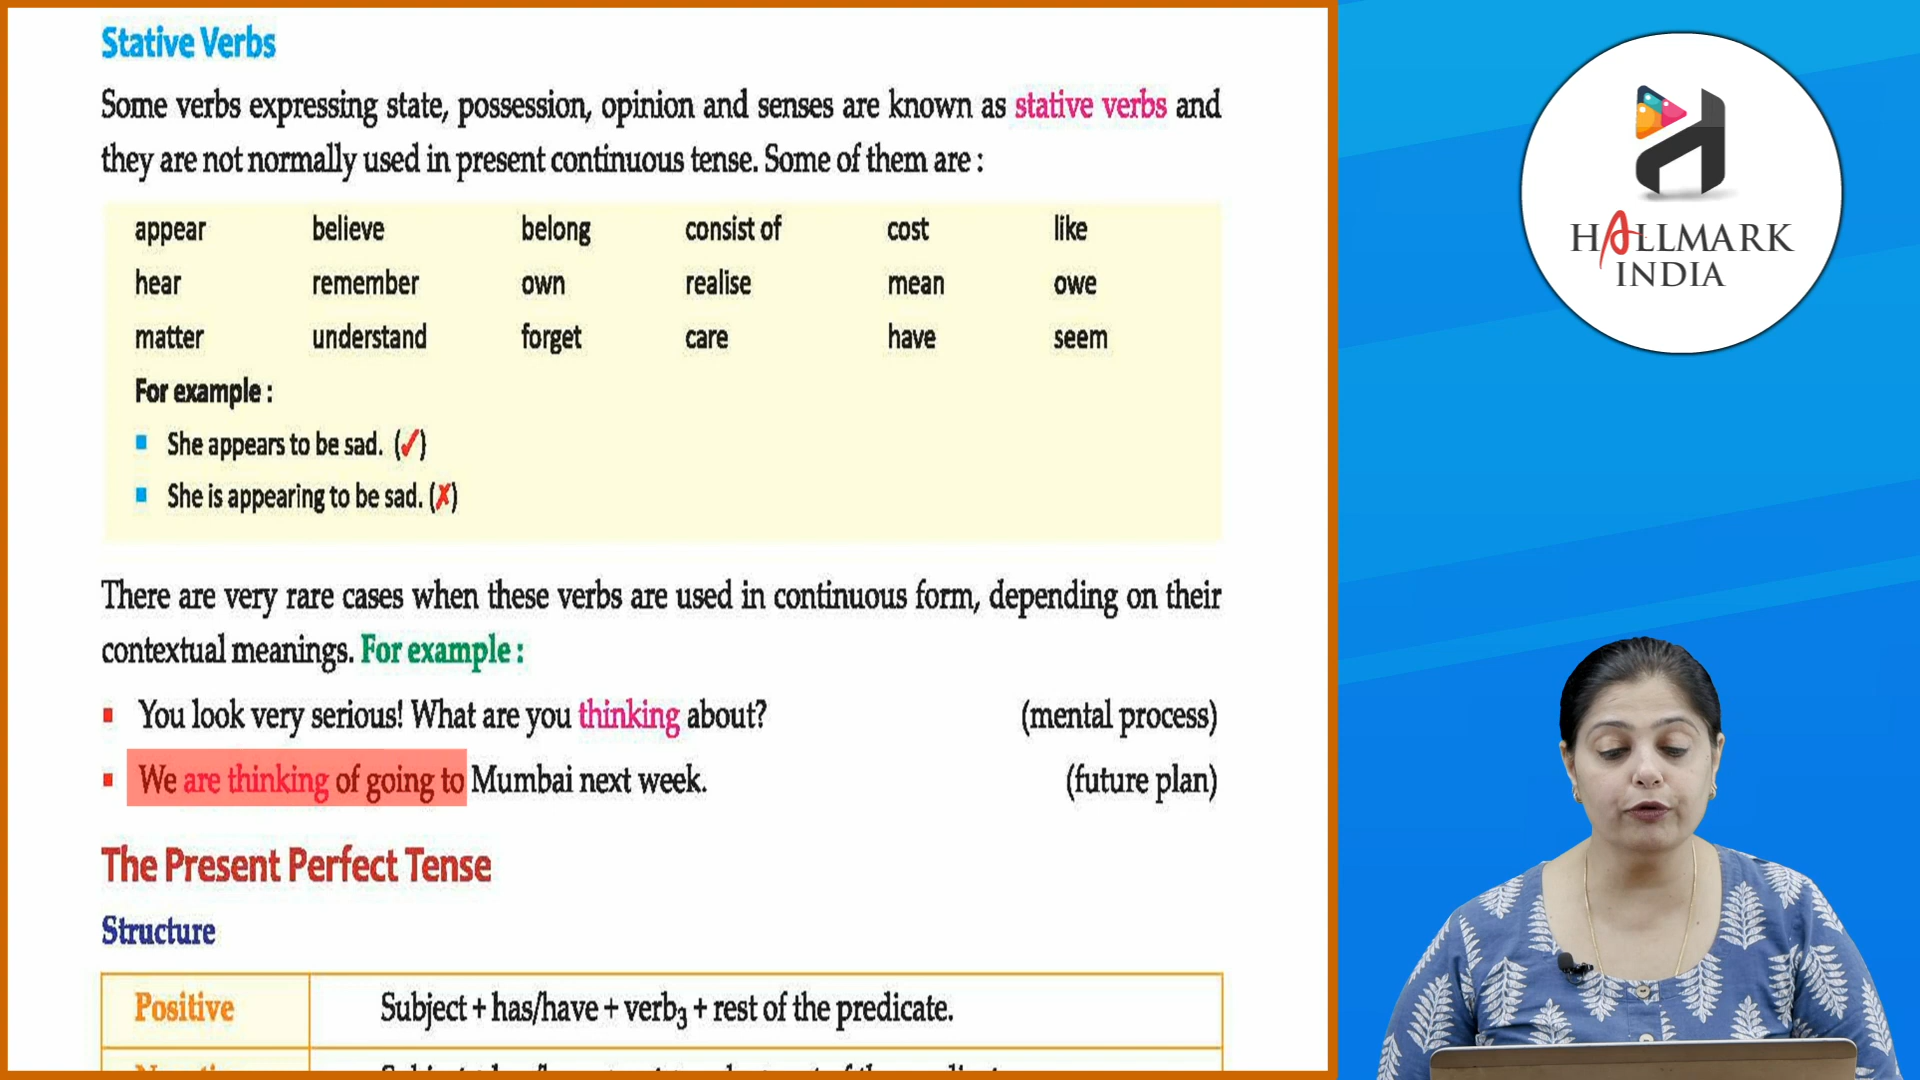 Stative Verbs
Some verbs expressing state, possession, opinion and senses are known as stative verbs and
they are not normally used in present continuous tense. Some of them are :
appear believe belong consist of cost like
hear remember own realise mean owe
matter understand forget care have seem
For example :
She appears to be sad. (✓)
She is appearing to be sad. (✗)
There are very rare cases when these verbs are used in continuous form, depending on their
contextual meanings. For example :
You look very serious! What are you thinking about? (mental process)
We are thinking of going to Mumbai next week. (future plan)
The Present Perfect Tense
Structure
Positive Subject + has/have + verb₃ + rest of the predicate.
HALLMARK
INDIA